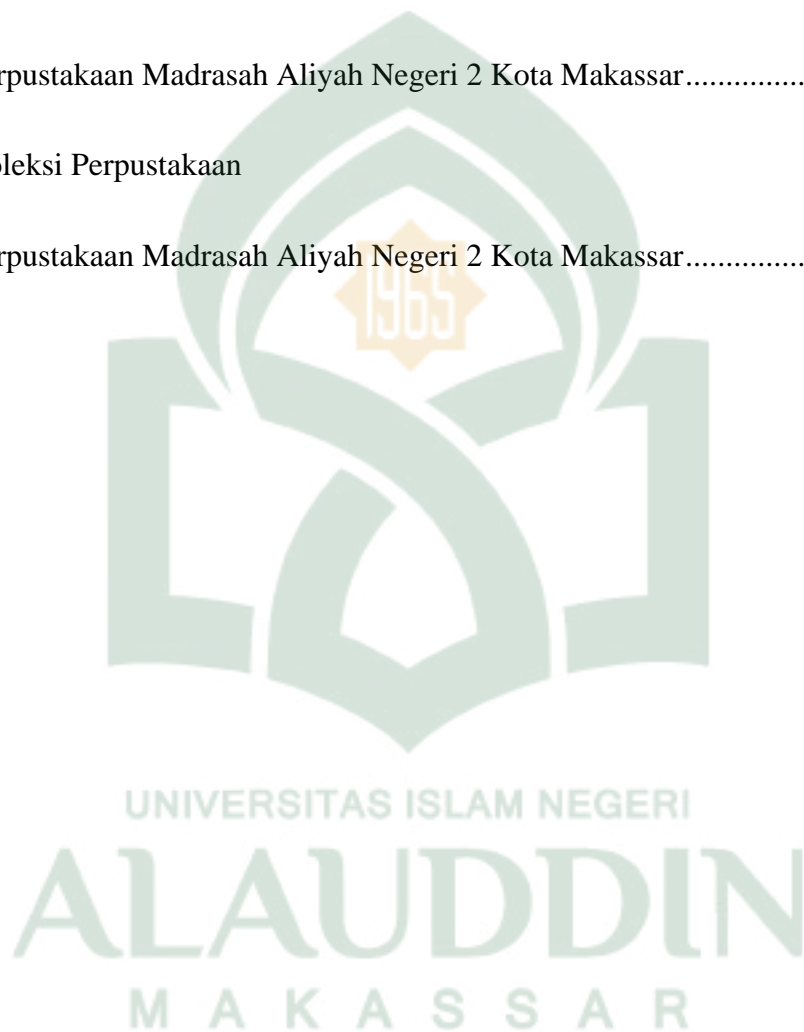 rpustakaan Madrasah Aliyah Negeri 2 Kota Makassar...............
oleksi Perpustakaan
rpustakaan Madrasah Aliyah Negeri 2 Kota Makassar...............
1965
UNIVERSITAS ISLAM NEGERI
ALAUDDIN
MAKASSAR